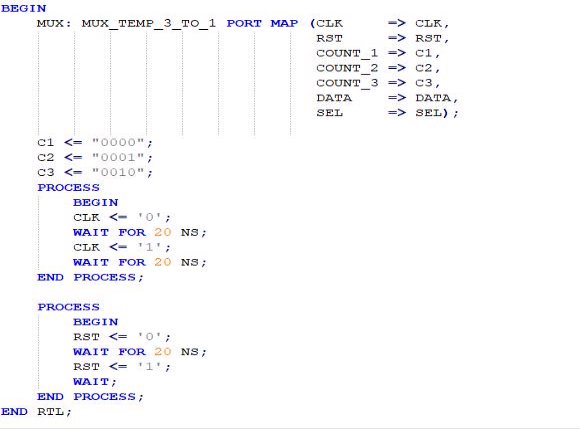 BEGIN
MUX: MUX_TEMP_3_TO_1 PORT MAP (CLK => CLK,
RST => RST,
COUNT_1 => C1,
COUNT_2 => C2,
COUNT_3 => C3,
DATA => DATA,
SEL => SEL);
C1 <= "0000";
C2 <= "0001";
C3 <= "0010";
PROCESS
BEGIN
CLK <= '0';
WAIT FOR 20 NS;
CLK <= '1';
WAIT FOR 20 NS;
END PROCESS;
PROCESS
BEGIN
RST <= '0';
WAIT FOR 20 NS;
RST <= '1';
WAIT;
END PROCESS;
END RTL;